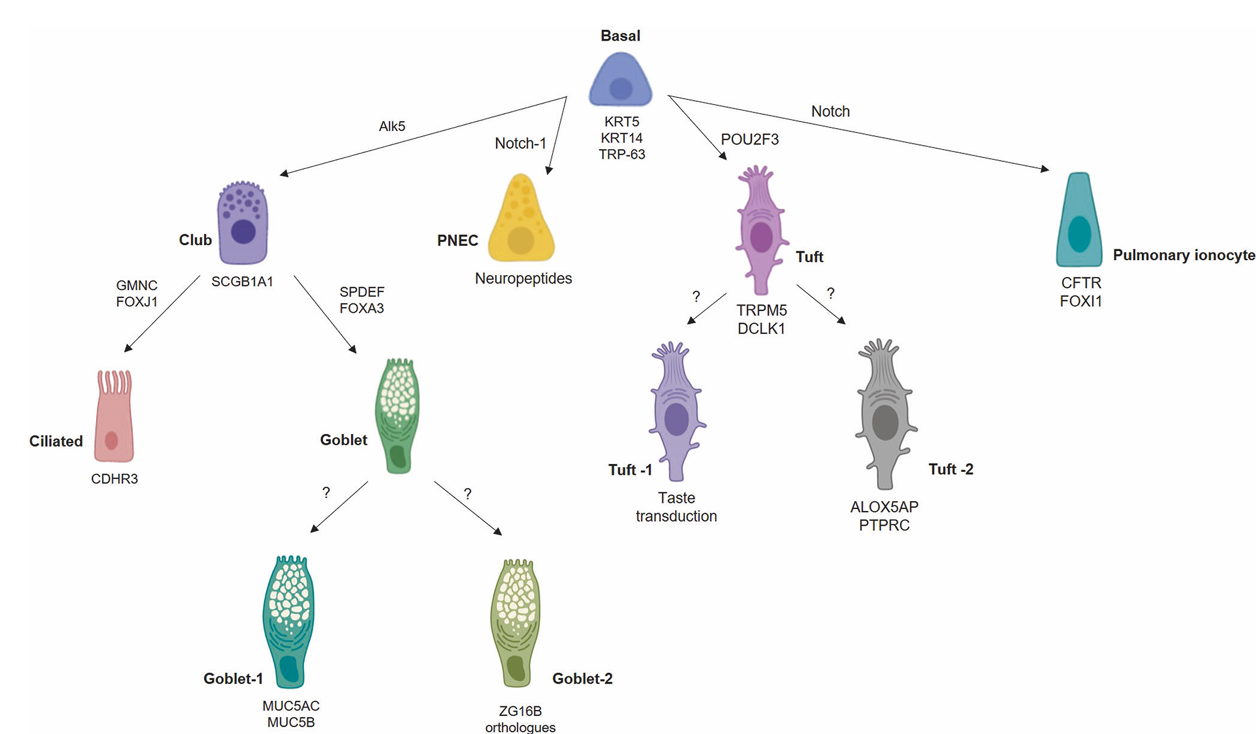 Basal
KRT5
KRT14
TRP-63
Alk5
Notch-1
POU2F3
Notch
Club
SCGB1A1
PNEC
Neuropeptides
Tuft
TRPM5
DCLK1
Pulmonary ionocyte
CFTR
FOXI1
GMNC
FOXJ1
SPDEF
FOXA3
?
?
Ciliated
CDHR3
Goblet
Tuft -1
Taste
transduction
Tuft -2
ALOX5AP
PTPRC
?
?
Goblet-1
MUC5AC
MUC5B
Goblet-2
ZG16B
orthologues